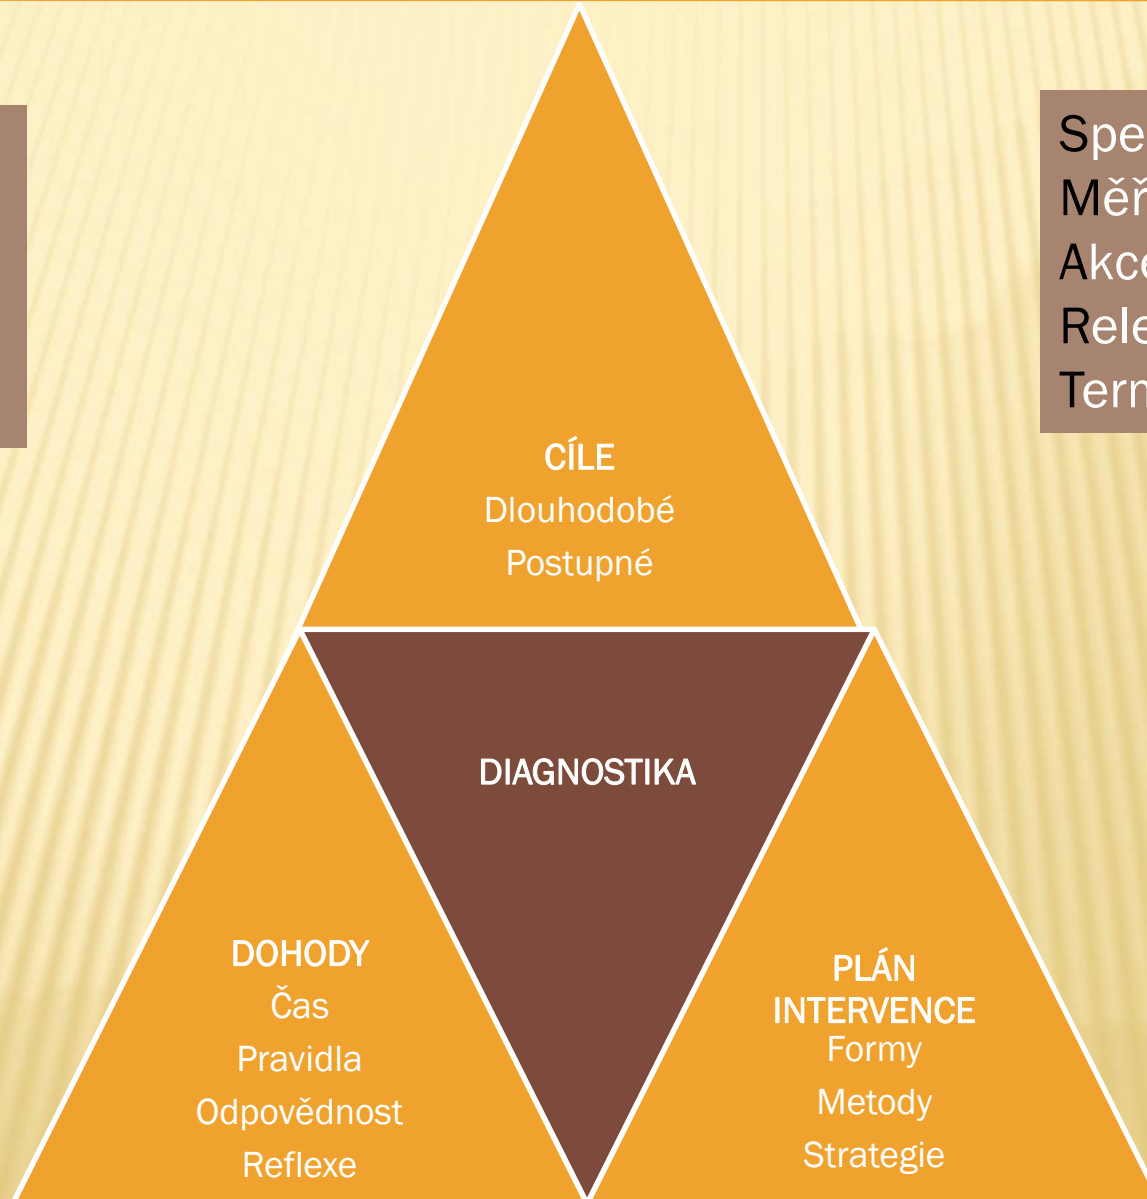 CÍLE
Dlouhodobé
Postupné
DIAGNOSTIKA
DOHODY
Čas
Pravidla
Odpovědnost
Reflexe
PLÁN
INTERVENCE
Formy
Metody
Strategie